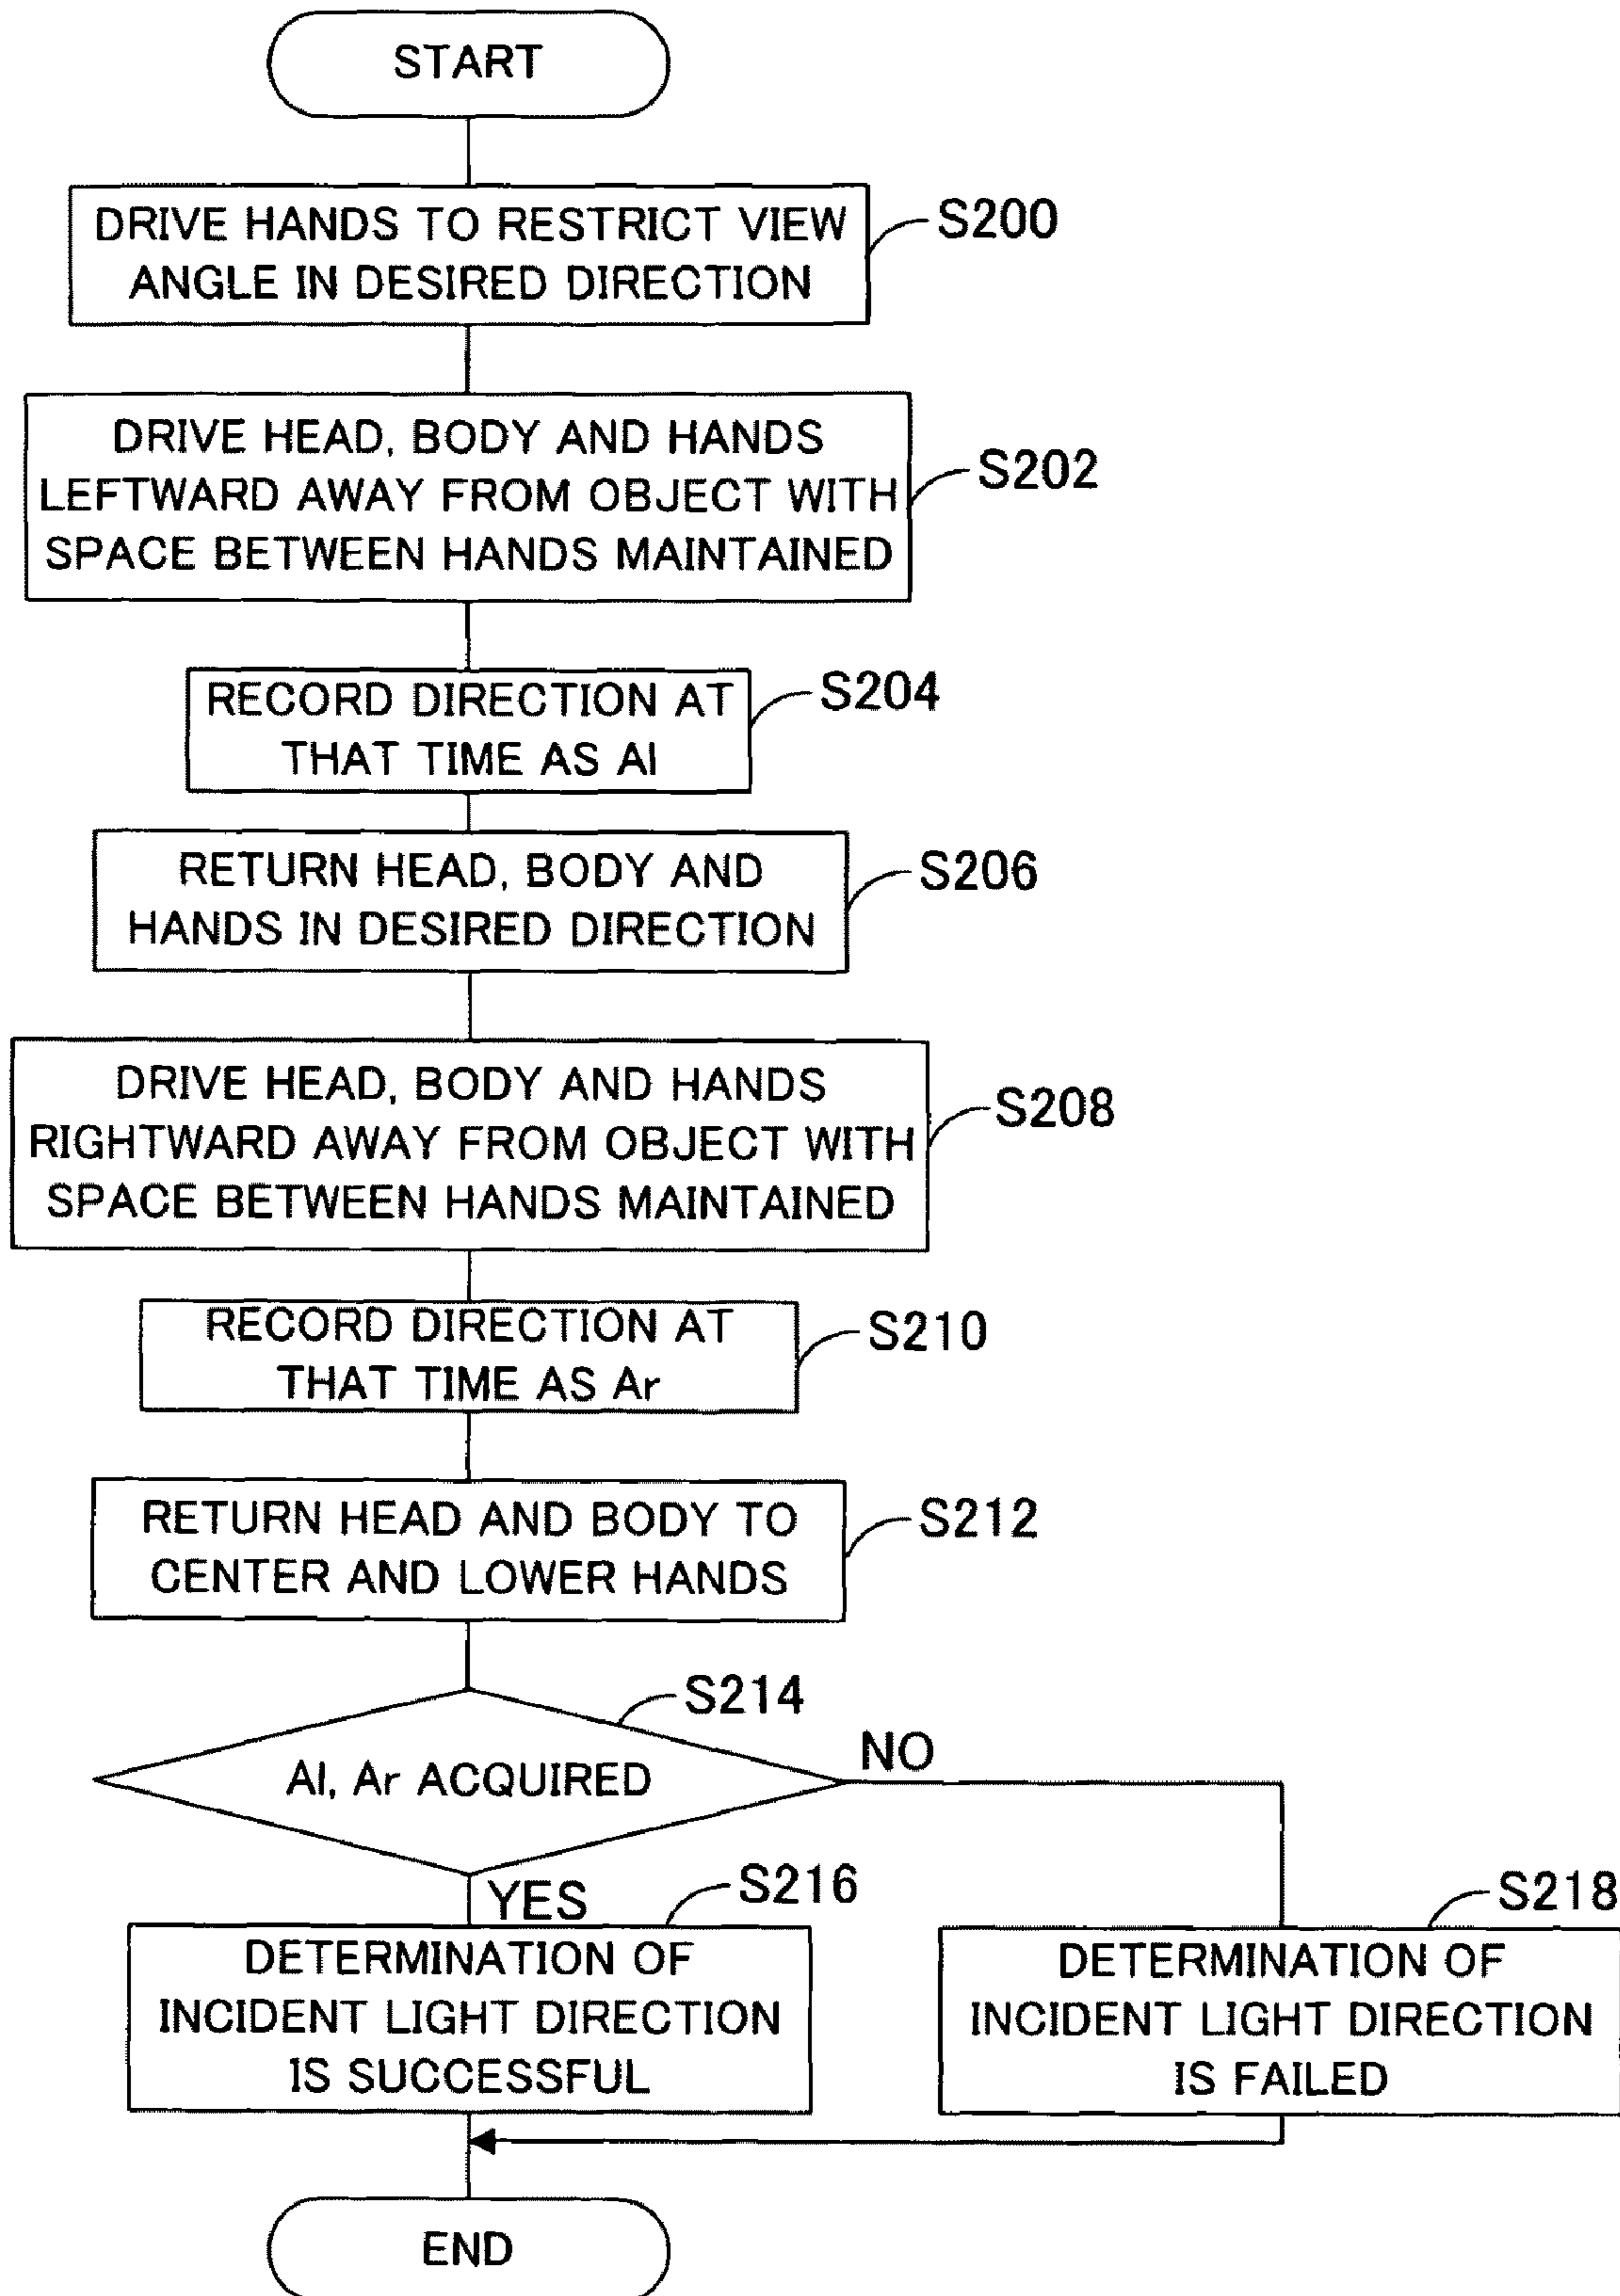 START
DRIVE HANDS TO RESTRICT VIEW
ANGLE IN DESIRED DIRECTION
S200
DRIVE HEAD, BODY AND HANDS
LEFTWARD AWAY FROM OBJECT WITH
SPACE BETWEEN HANDS MAINTAINED
S202
RECORD DIRECTION AT
THAT TIME AS Al
S204
RETURN HEAD, BODY AND
HANDS IN DESIRED DIRECTION
S206
DRIVE HEAD, BODY AND HANDS
RIGHTWARD AWAY FROM OBJECT WITH
SPACE BETWEEN HANDS MAINTAINED
S208
RECORD DIRECTION AT
THAT TIME AS Ar
S210
RETURN HEAD AND BODY TO
CENTER AND LOWER HANDS
S212
Al, Ar ACQUIRED
S214
NO
YES
DETERMINATION OF
INCIDENT LIGHT DIRECTION
IS SUCCESSFUL
S216
DETERMINATION OF
INCIDENT LIGHT DIRECTION
IS FAILED
S218
END